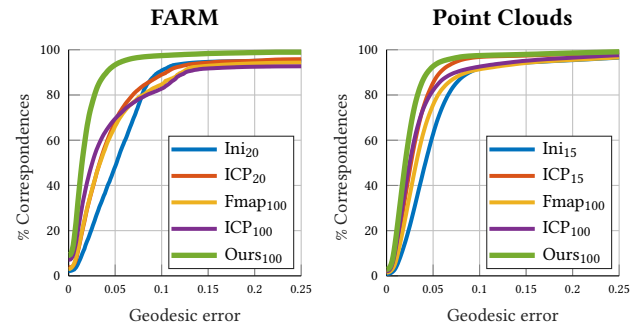 FARM
% Correspondences
100
80
60
40
20
0
0
0.05
0.1
0.15
0.2
0.25
Geodesic error
Ini20
ICP20
Fmap100
ICP100
Ours100
Point Clouds
% Correspondences
100
80
60
40
20
0
0
0.05
0.1
0.15
0.2
0.25
Geodesic error
Ini15
ICP15
Fmap100
ICP100
Ours100